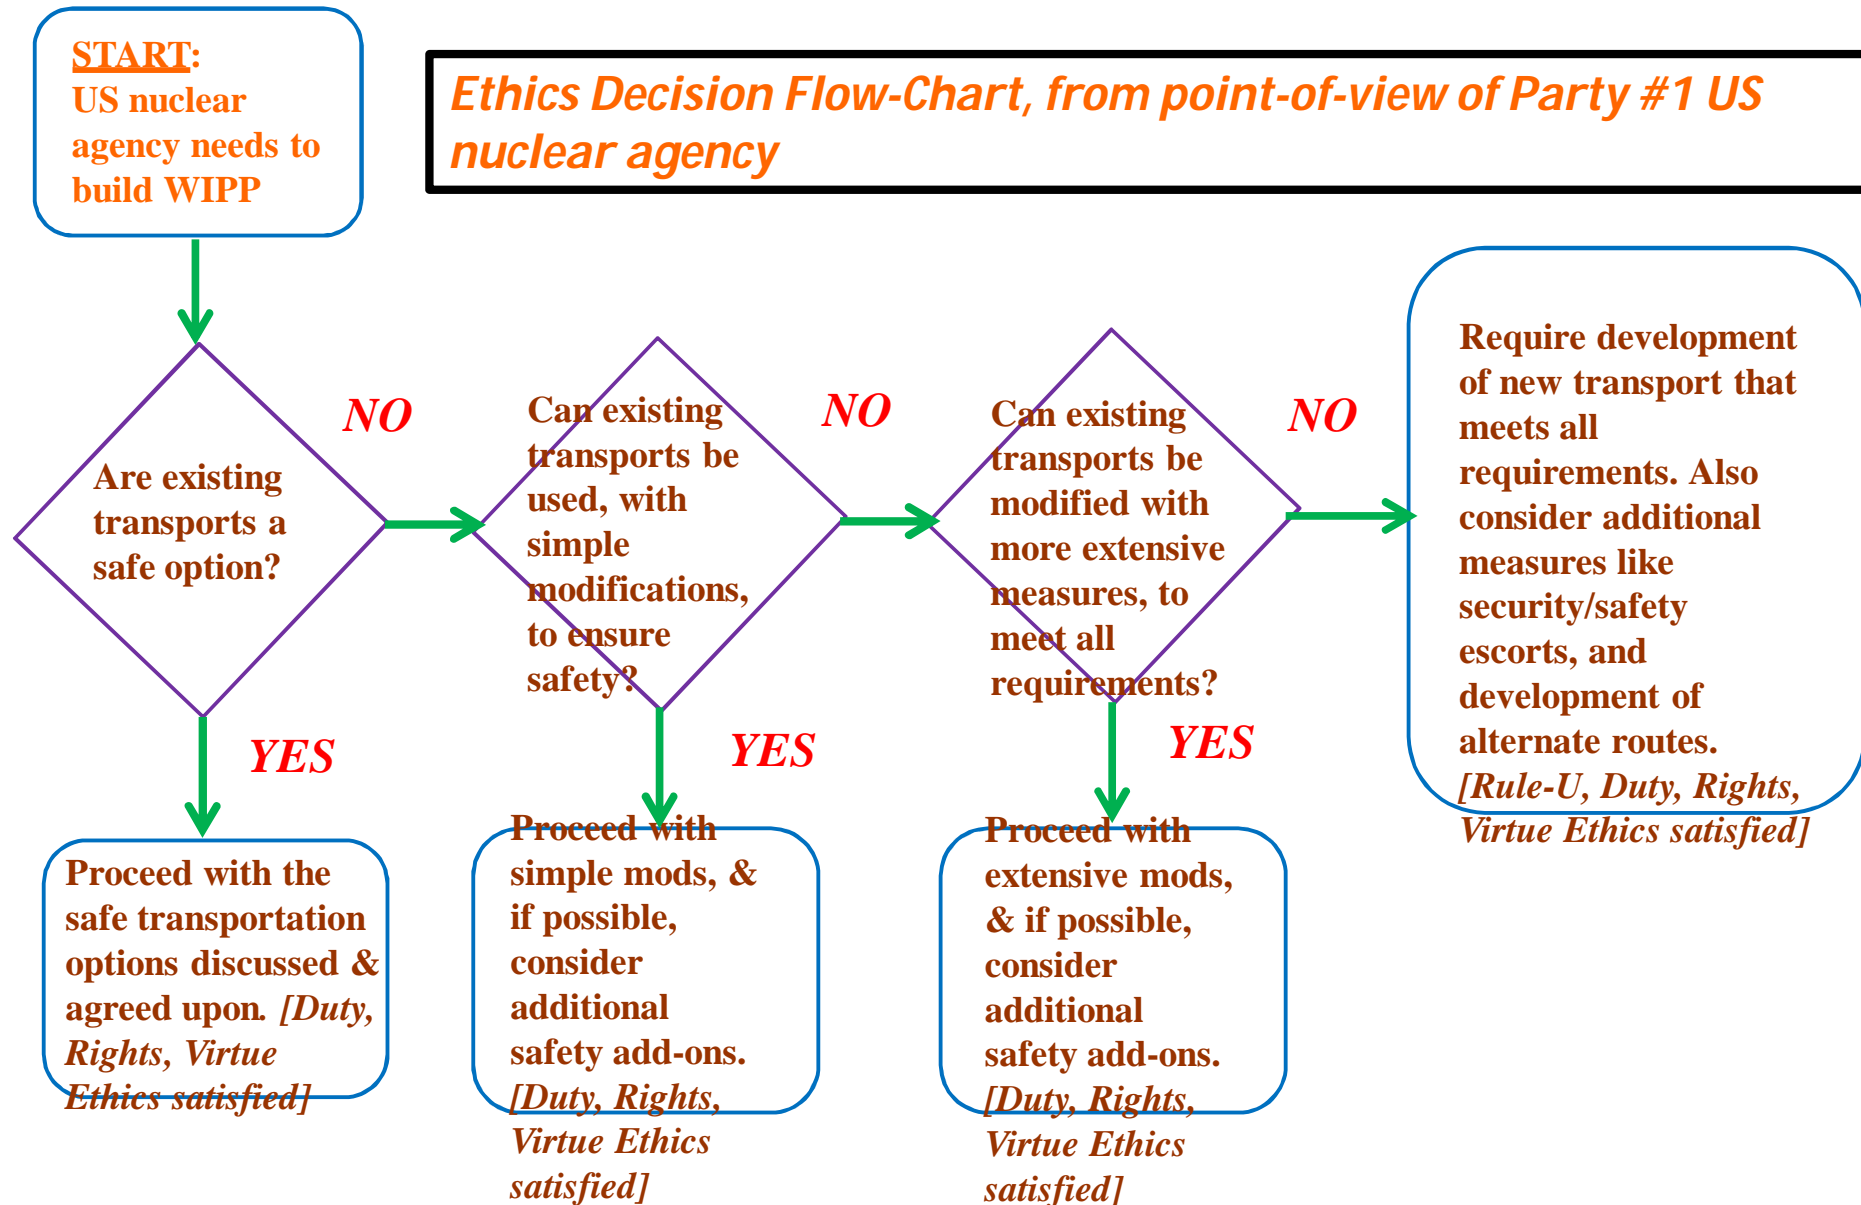 START:
US nuclear
agency needs to
build WIPP
Ethics Decision Flow-Chart, from point-of-view of Party #1 US
nuclear agency
Are existing
transports a
safe option?
NO
Can existing
transports be
used, with
simple
modifications,
to ensure
safety?
NO
Can existing
transports be
modified with
more extensive
measures, to
meet all
requirements?
NO
Require development
of new transport that
meets all
requirements. Also
consider additional
measures like
security/safety
escorts, and
development of
alternate routes.
[Rule-U, Duty, Rights,
Virtue Ethics satisfied]
YES
YES
YES
Proceed with the
safe transportation
options discussed &
agreed upon. [Duty,
Rights, Virtue
Ethics satisfied]
Proceed with
simple mods, &
if possible,
consider
additional
safety add-ons.
[Duty, Rights,
Virtue Ethics
satisfied]
Proceed with
extensive mods,
& if possible,
consider
additional
safety add-ons.
[Duty, Rights,
Virtue Ethics
satisfied]